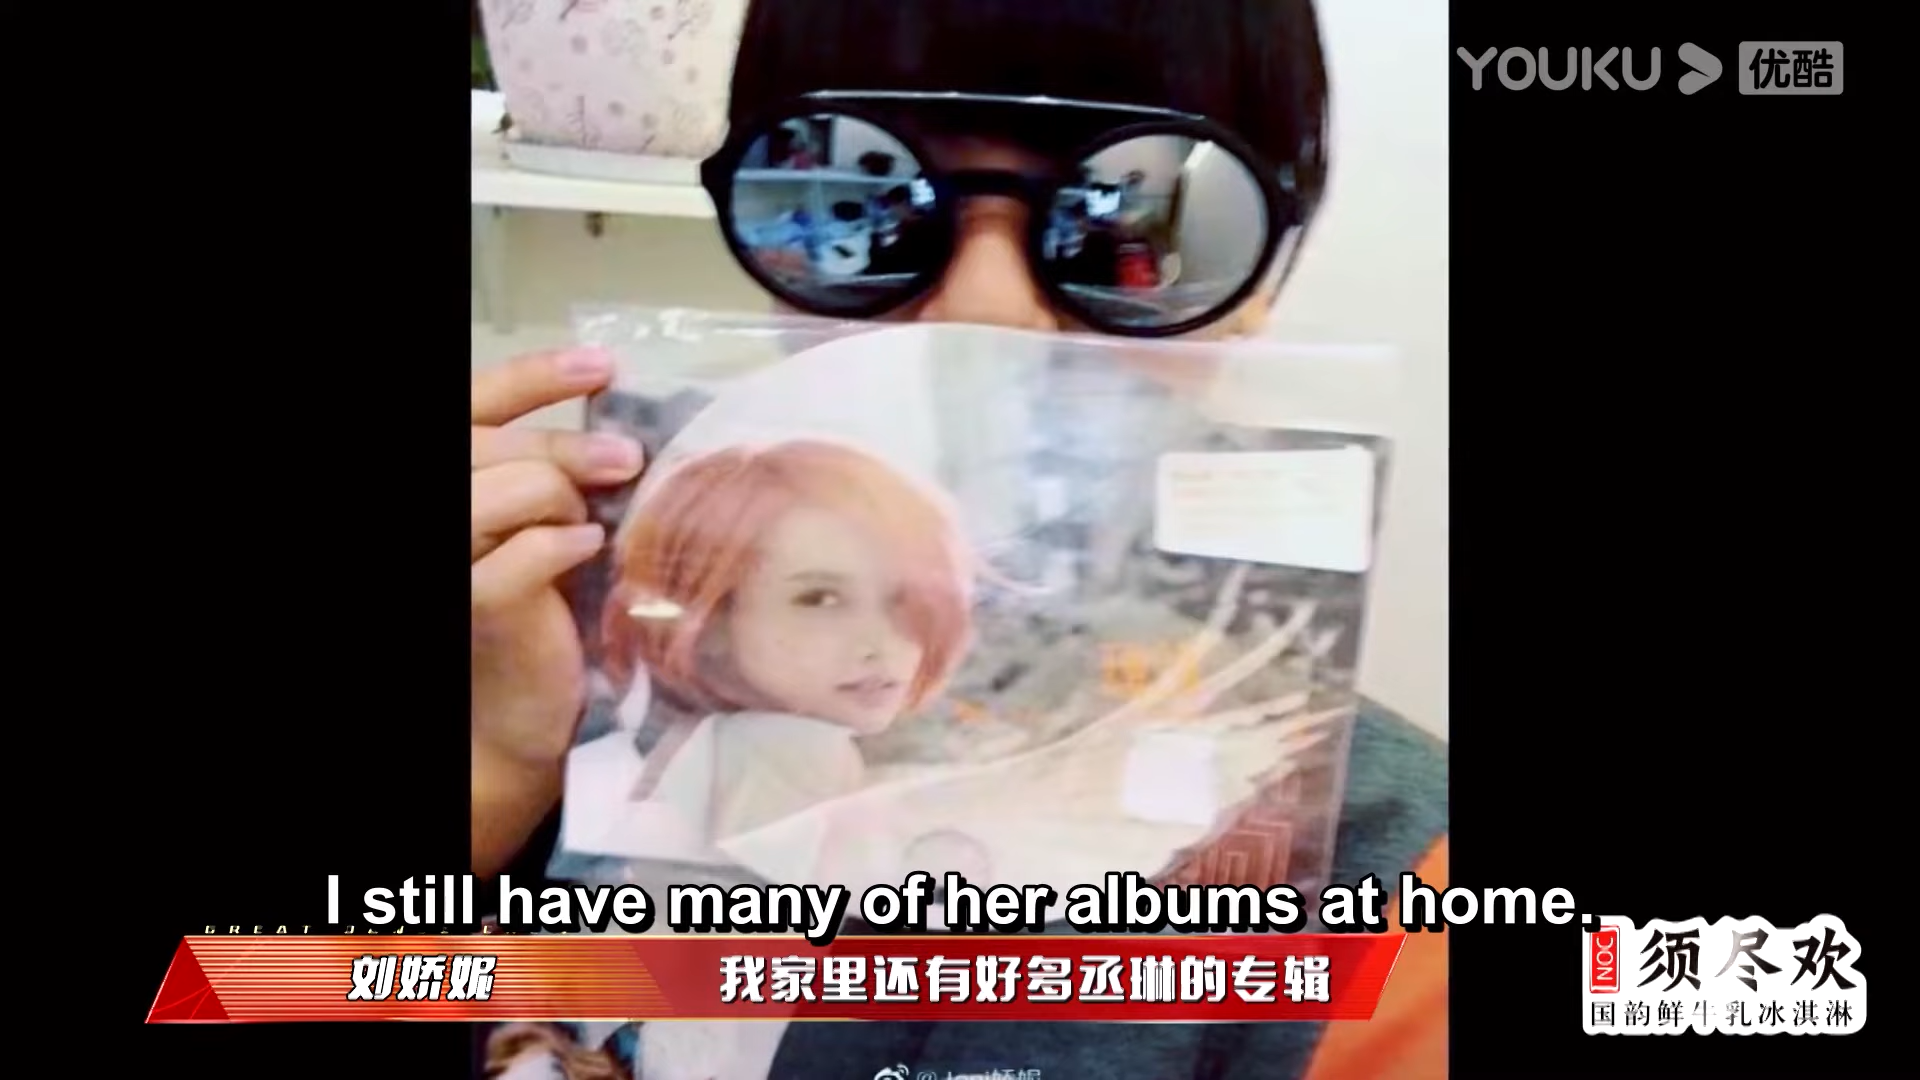 YOUKU 优酷
I still have many of her albums at home.
刘娇妮
我家里还有好多丞琳的专辑
NOC
须尽欢
国韵鲜牛乳冰淇淋